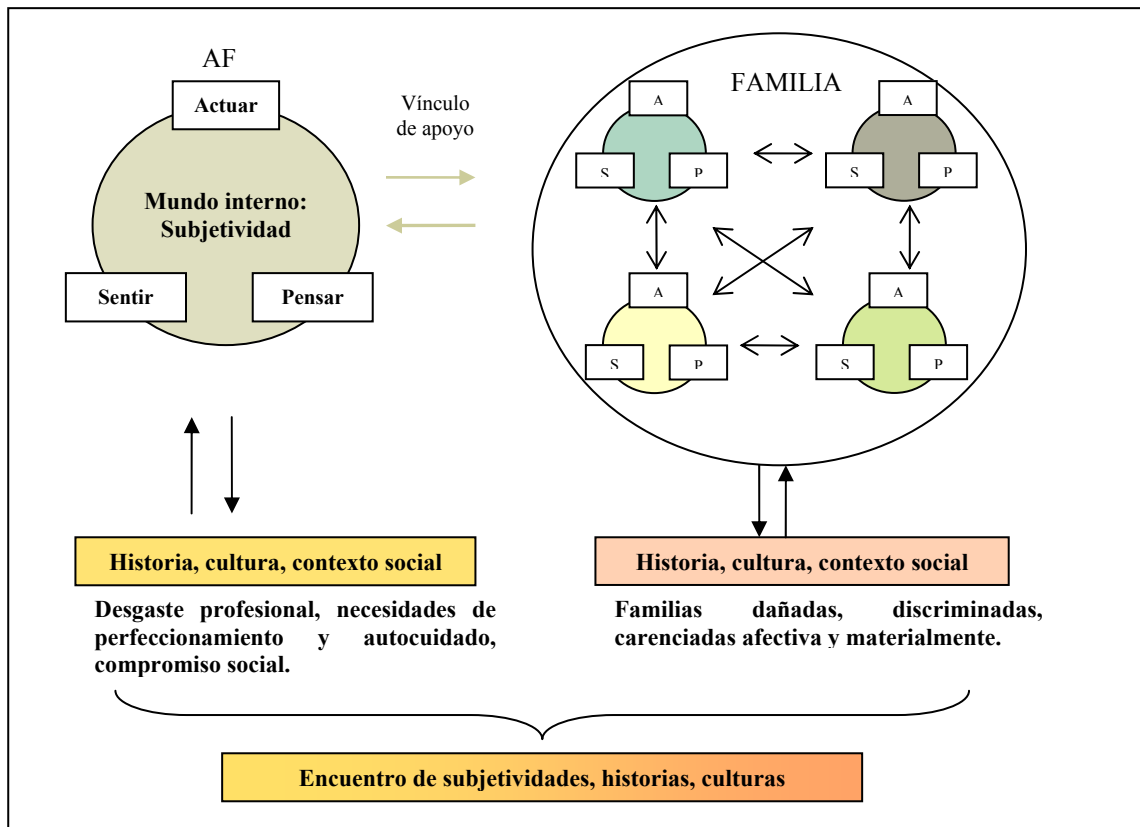 AF
Actuar
Mundo interno:
Subjetividad
Sentir
Pensar
Vínculo
de apoyo
FAMILIA
A
S
P
A
S
P
A
S
P
A
S
P
Historia, cultura, contexto social
Desgaste profesional, necesidades de
perfeccionamiento y autocuidado,
compromiso social.
Historia, cultura, contexto social
Familias dañadas, discriminadas,
carenciadas afectiva y materialmente.
Encuentro de subjetividades, historias, culturas